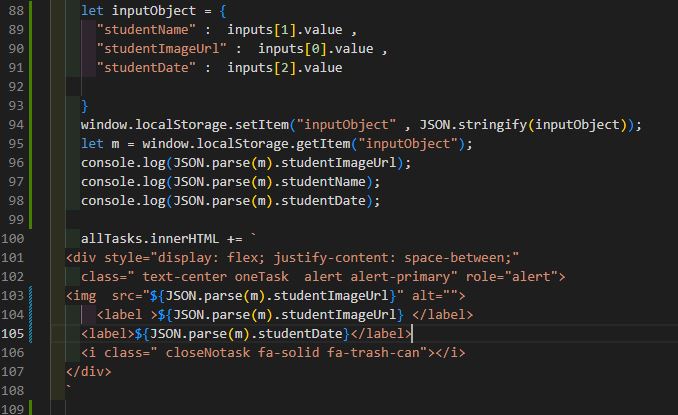 88 let inputObject = {
89 "studentName" :  inputs[1].value ,
90 "studentImageUrl" :  inputs[0].value ,
91 "studentDate" :  inputs[2].value
92
93 }
94 window.localStorage.setItem("inputObject" , JSON.stringify(inputObject));
95 let m = window.localStorage.getItem("inputObject");
96 console.log(JSON.parse(m).studentImageUrl);
97 console.log(JSON.parse(m).studentName);
98 console.log(JSON.parse(m).studentDate);
99
100 allTasks.innerHTML += `
101 <div style="display: flex; justify-content: space-between;"
102 class=" text-center oneTask  alert alert-primary" role="alert">
103 <img  src="${JSON.parse(m).studentImageUrl}" alt="">
104 <label >${JSON.parse(m).studentImageUrl} </label>
105 <label>${JSON.parse(m).studentDate}</label>
106 <i class=" closeNotask fa-solid fa-trash-can"></i>
107 </div>
108 `
109